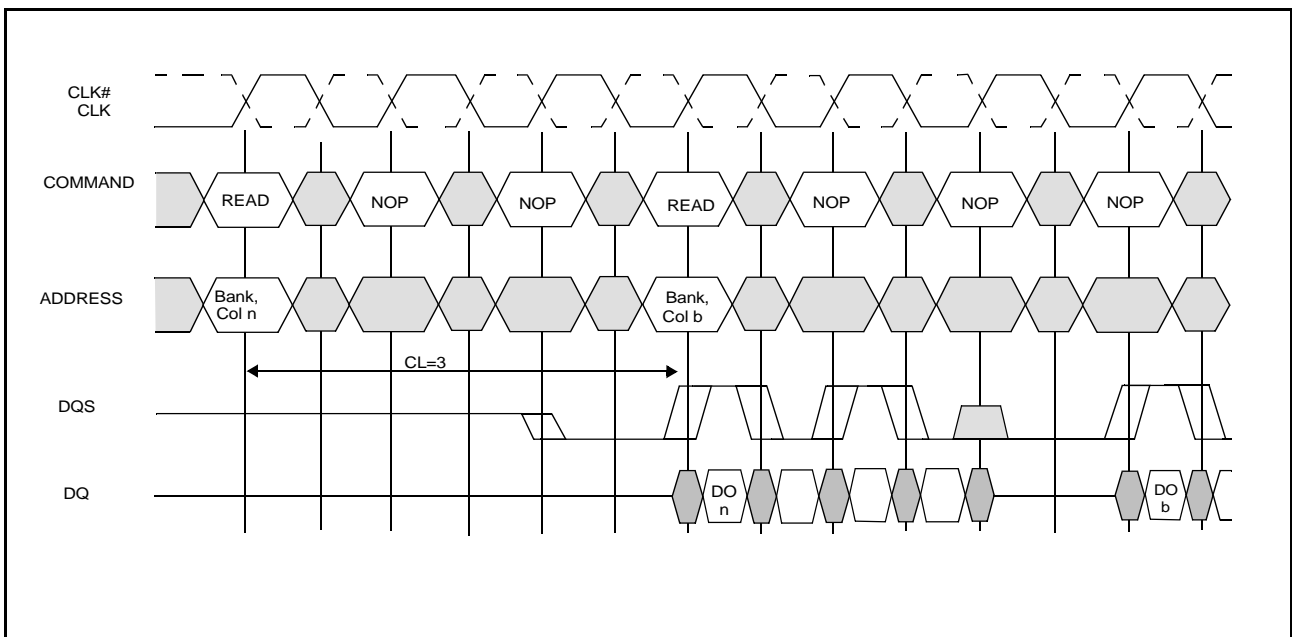 CLK#
CLK
COMMAND
READ
NOP
NOP
READ
NOP
NOP
NOP
ADDRESS
Bank,
Col n
Bank,
Col b
CL=3
DQS
DQ
DO
n
DO
b